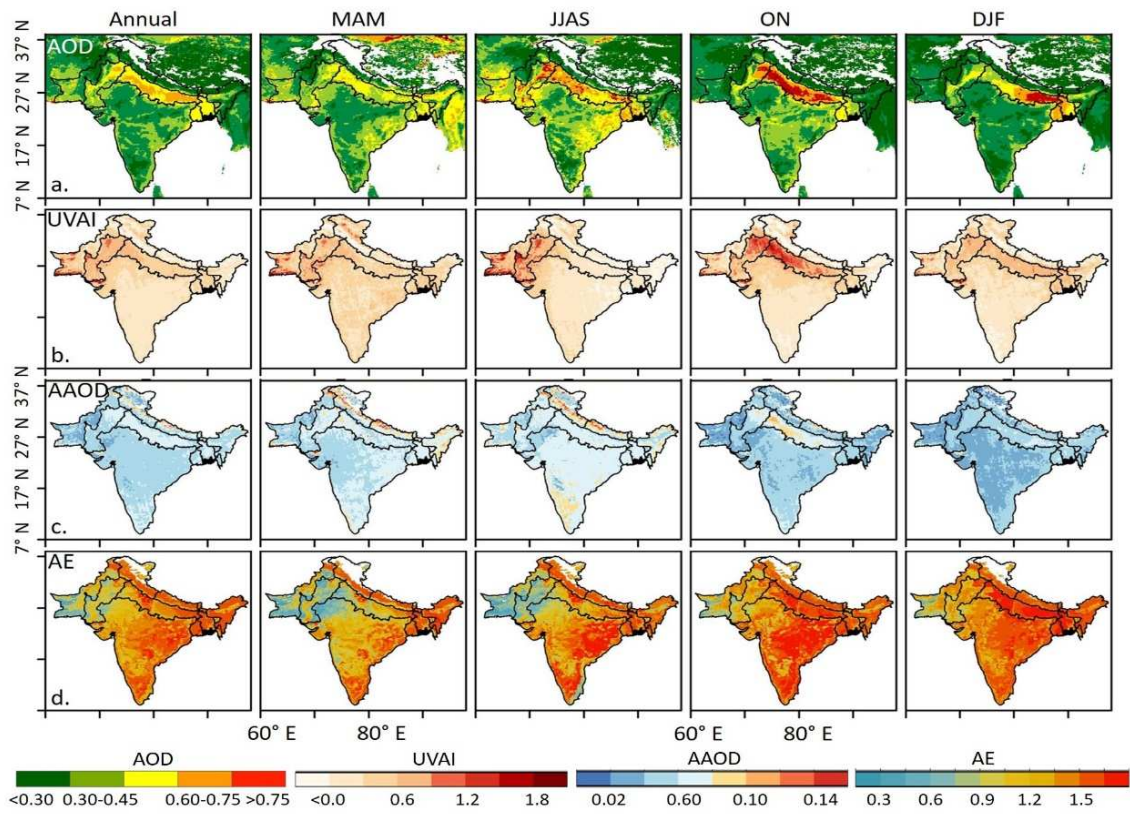 Annual MAM JJAS ON DJF
AOD
37° N
27° N
17° N
7° N
a.
UVAI
b.
AAOD
37° N
27° N
17° N
7° N
c.
AE
d.
60° E 80° E 60° E 80° E
AOD UVAI AAOD AE
<0.30 0.30-0.45 0.60-0.75 >0.75 <0.0 0.6 1.2 1.8 0.02 0.60 0.10 0.14 0.3 0.6 0.9 1.2 1.5